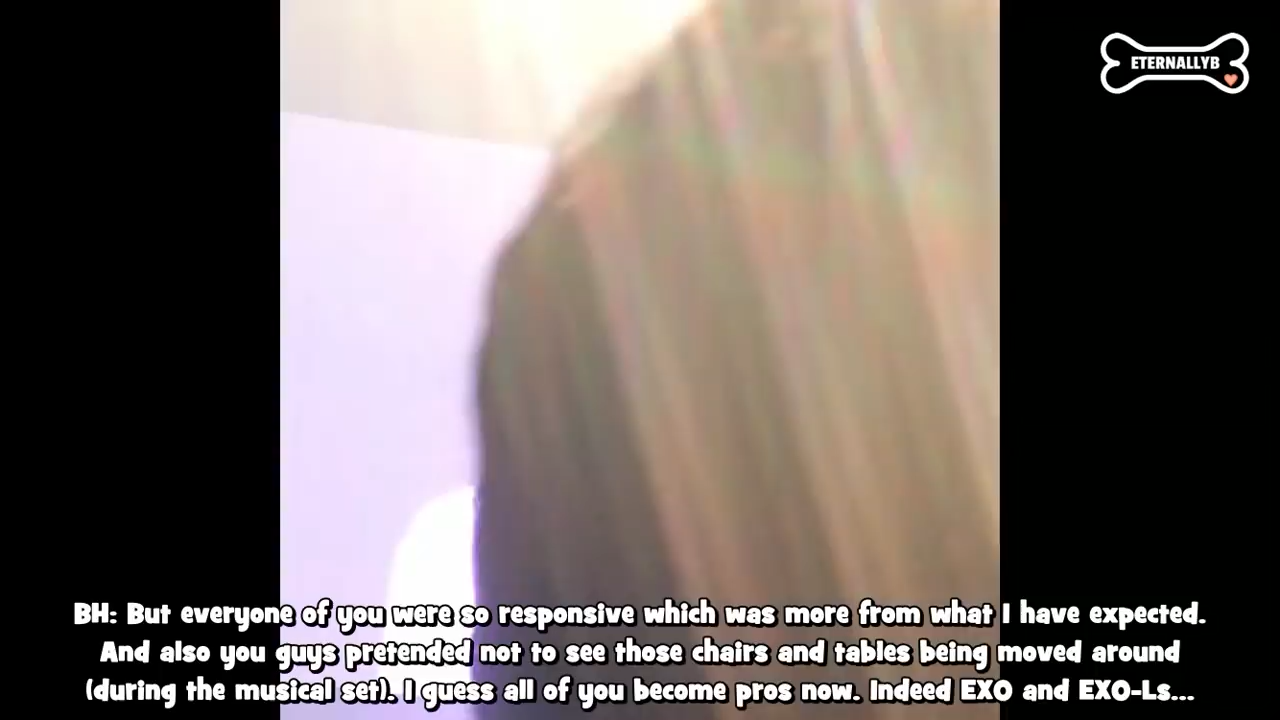 ETERNALLYB
BH: But everyone of you were so responsive which was more from what I have expected.
And also you guys pretended not to see those chairs and tables being moved around
(during the musical set). I guess all of you become pros now. Indeed EXO and EXO-Ls...